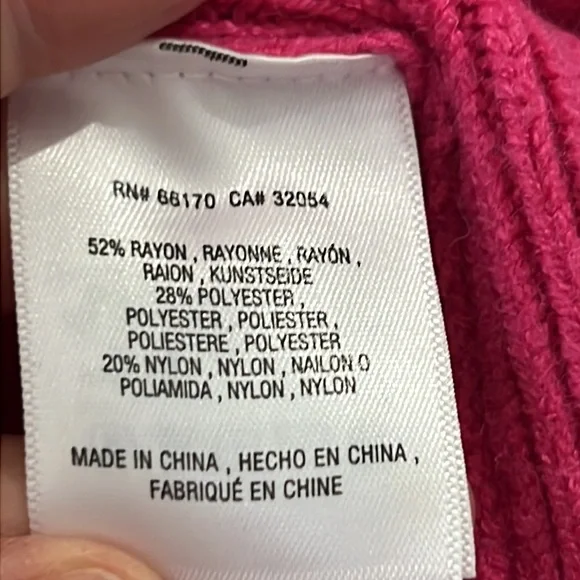 RN# 66170 CA# 32054
52% RAYON , RAYONNE , RAYÓN ,
RAION , KUNSTSEIDE
28% POLYESTER ,
POLYESTER , POLIESTER ,
POLIESTERE , POLYESTER
20% NYLON , NYLON , NAILON O
POLIAMIDA , NYLON , NYLON
MADE IN CHINA , HECHO EN CHINA ,
FABRIQUÉ EN CHINE